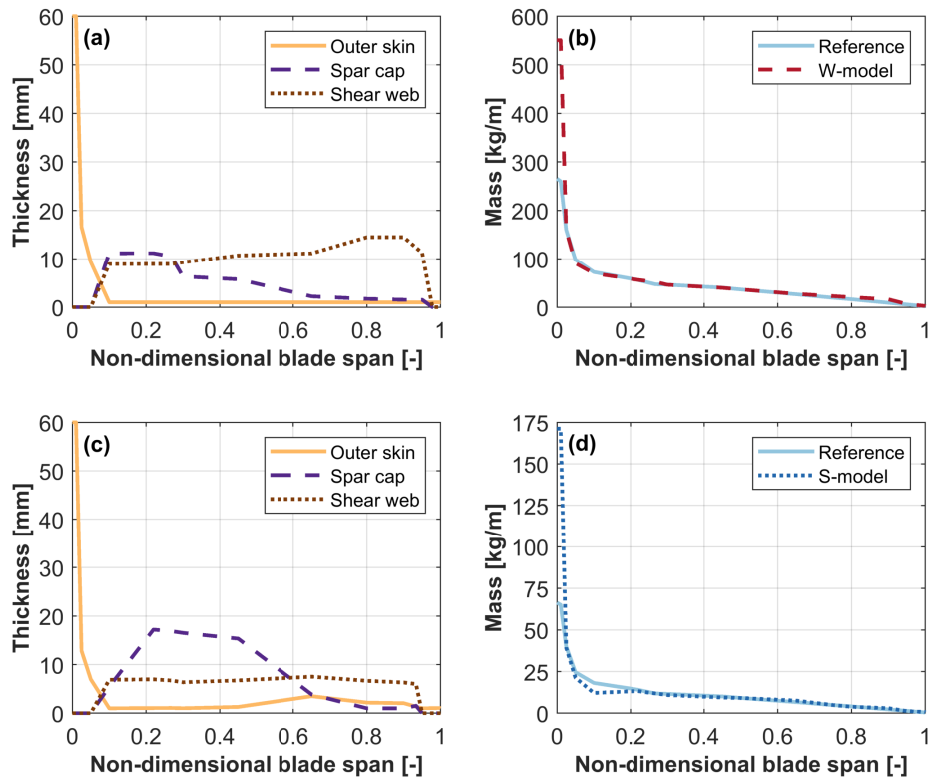 (a)
Outer skin
Spar cap
Shear web
Thickness [mm]
60
50
40
30
20
10
0
0 0.2 0.4 0.6 0.8 1
Non-dimensional blade span [-]
(b)
Reference
W-model
Mass [kg/m]
600
500
400
300
200
100
0
0 0.2 0.4 0.6 0.8 1
Non-dimensional blade span [-]
(c)
Outer skin
Spar cap
Shear web
Thickness [mm]
60
50
40
30
20
10
0
0 0.2 0.4 0.6 0.8 1
Non-dimensional blade span [-]
(d)
Reference
S-model
Mass [kg/m]
175
150
125
100
75
50
25
0
0 0.2 0.4 0.6 0.8 1
Non-dimensional blade span [-]